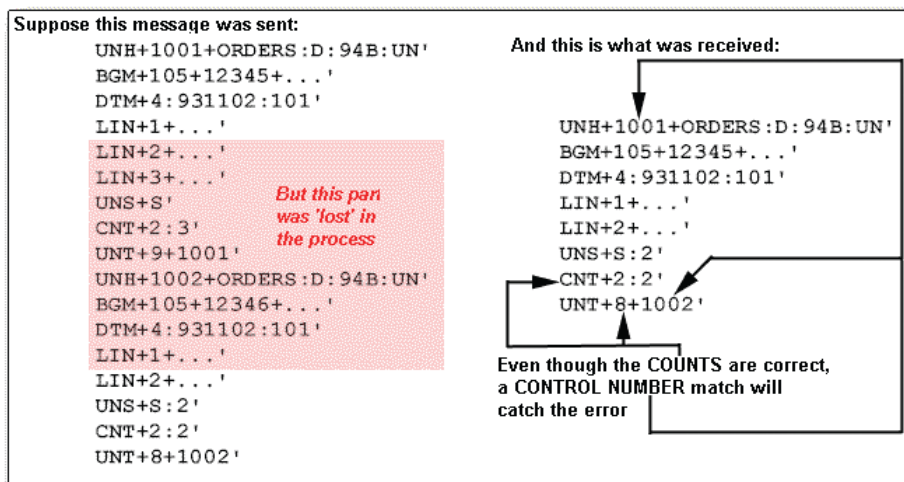 Suppose this message was sent:
UNH+1001+ORDERS:D:94B:UN'
BGM+105+12345+...'
DTM+4:931102:101'
LIN+1+...'
LIN+2+...'
LIN+3+...'
UNS+S'
CNT+2:3'
UNT+9+1001'
UNH+1002+ORDERS:D:94B:UN'
BGM+105+12346+...'
DTM+4:931102:101'
LIN+1+...'
LIN+2+...'
UNS+S:2'
CNT+2:2'
UNT+8+1002'
But this part
was 'lost' in
the process
And this is what was received:
UNH+1001+ORDERS:D:94B:UN'
BGM+105+12345+...'
DTM+4:931102:101'
LIN+1+...'
LIN+2+...'
UNS+S:2'
CNT+2:2'
UNT+8+1002'
Even though the COUNTS are correct,
a CONTROL NUMBER match will
catch the error